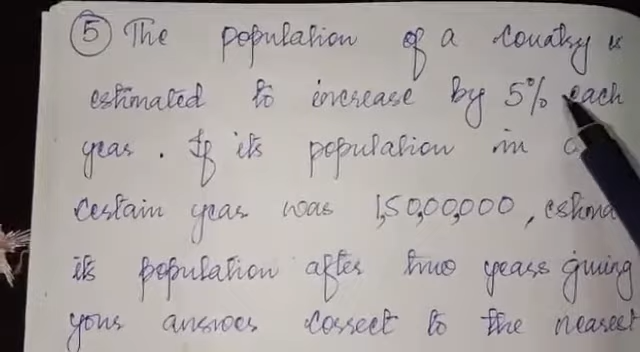 5 The population of a country is
estimated to increase by 5% each
year. If its population in a
certain year was 1,50,00,000, estima
its population after two years giving
your answer correct to the nearest